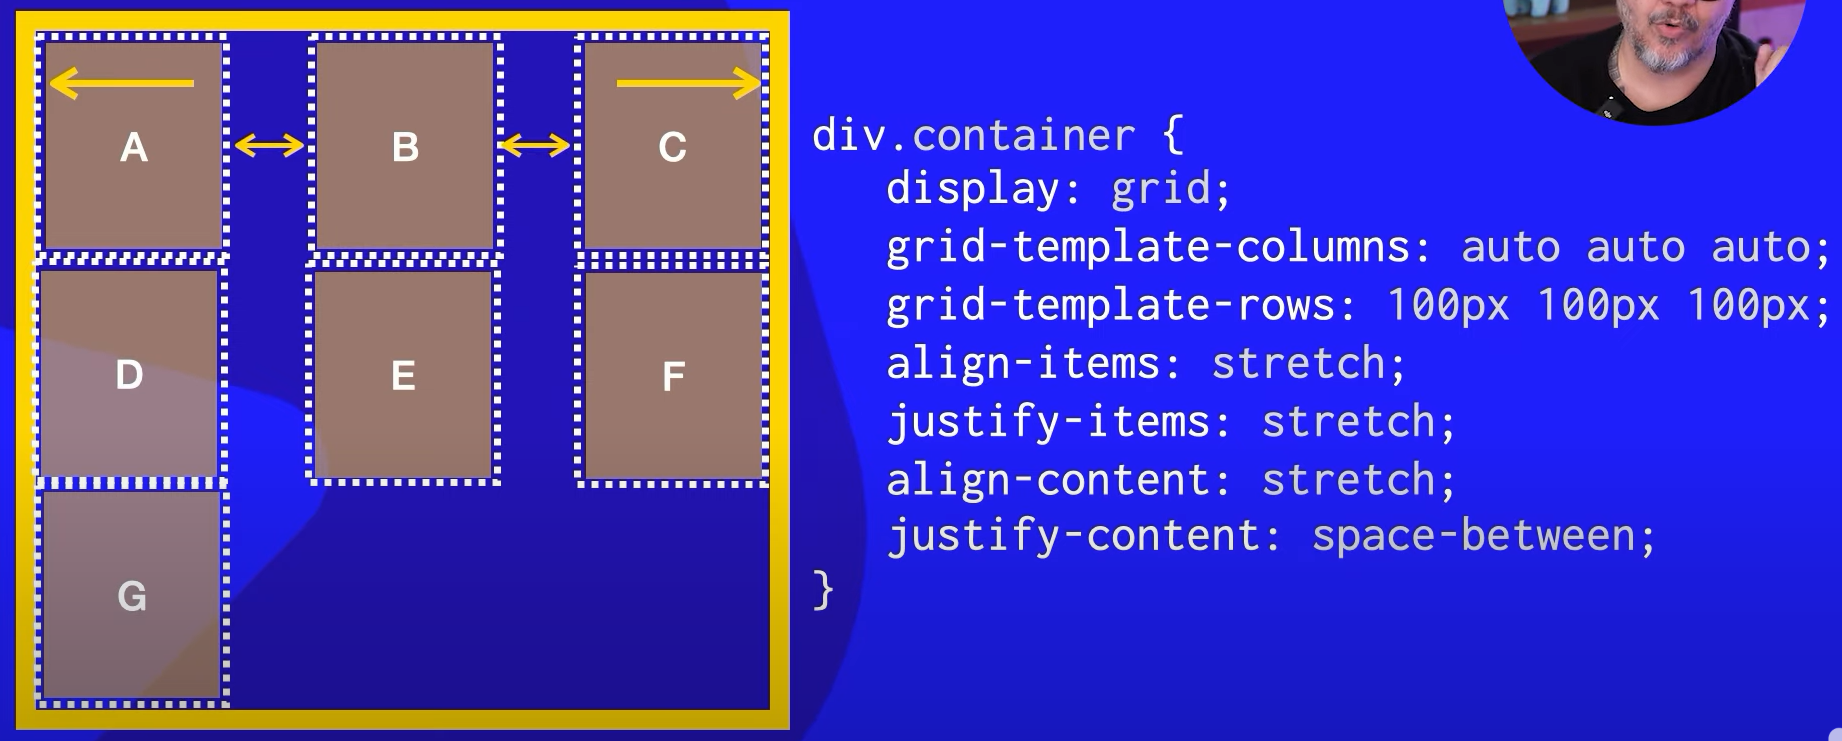 A
B
C
D
E
F
G
div.container {
display: grid;
grid-template-columns: auto auto auto;
grid-template-rows: 100px 100px 100px;
align-items: stretch;
justify-items: stretch;
align-content: stretch;
justify-content: space-between;
}